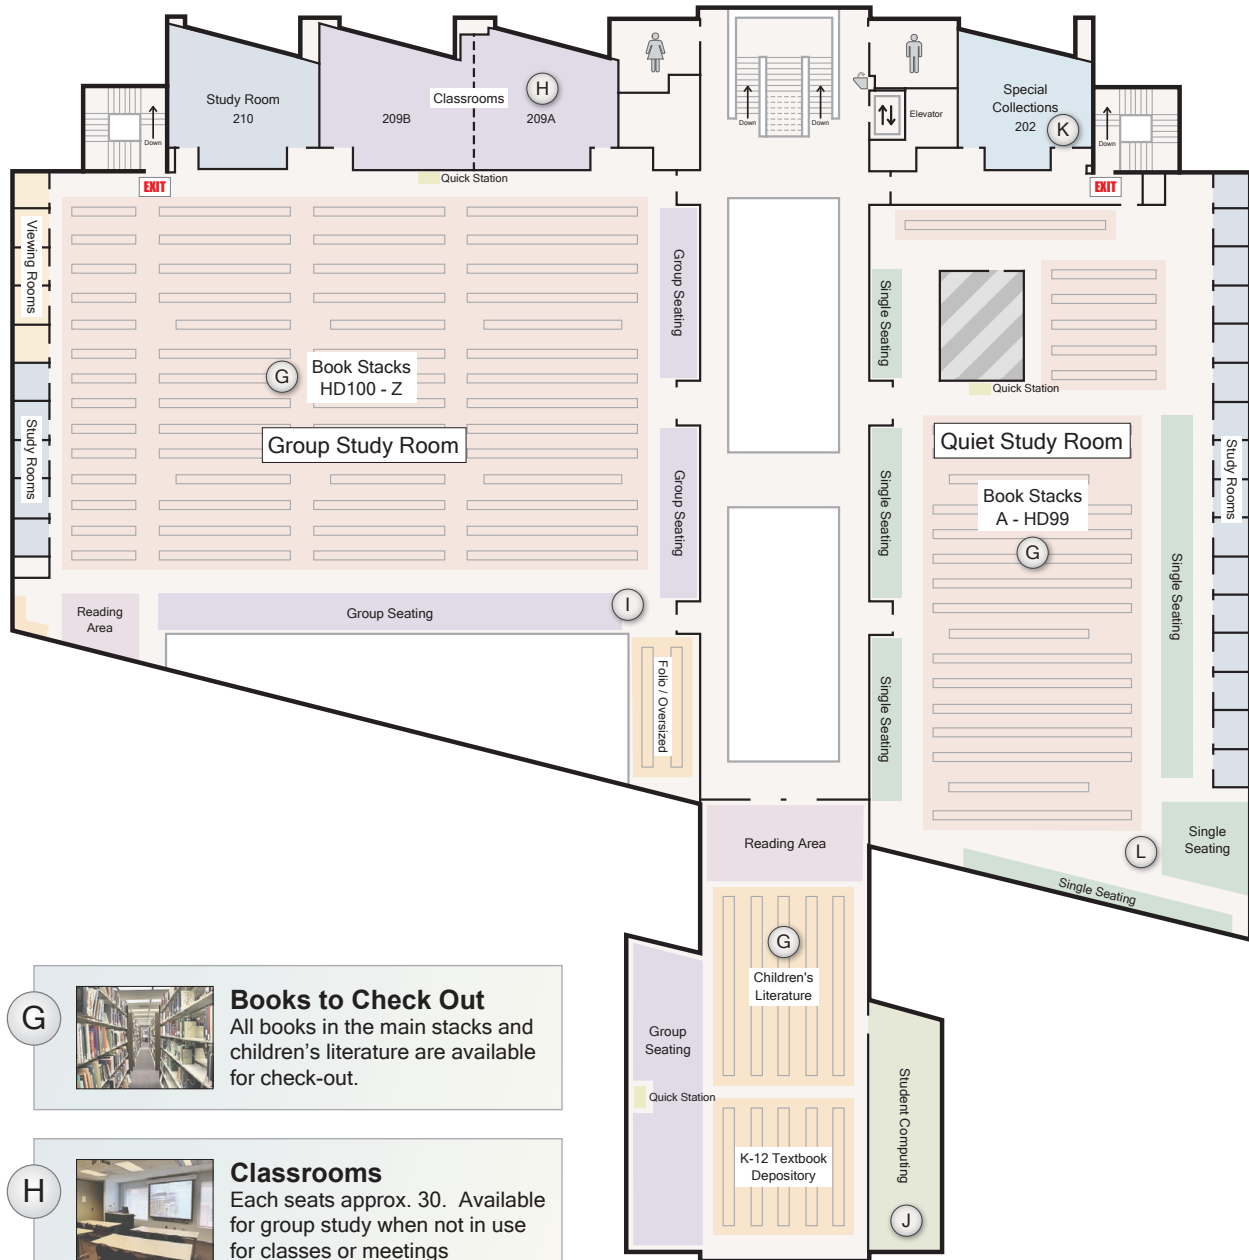 Study Room
210
Classrooms
209B
209A
H
Down
Down
Elevator
Special
Collections
202
K
Down
Down
EXIT
Quick Station
EXIT
Viewing Rooms
Study Rooms
G
Book Stacks
HD100 - Z
Group Study Room
Group Seating
Group Seating
Reading
Area
Group Seating
I
Folio / Oversized
Single Seating
Single Seating
Single Seating
Quick Station
Quiet Study Room
Book Stacks
A - HD99
G
Single Seating
Study Rooms
L
Single
Seating
Single Seating
Reading Area
G
Children's
Literature
Group
Seating
Quick Station
K-12 Textbook
Depository
Student Computing
J
G
Books to Check Out
All books in the main stacks and
children's literature are available
for check-out.
H
Classrooms
Each seats approx. 30.  Available
for group study when not in use
for classes or meetings